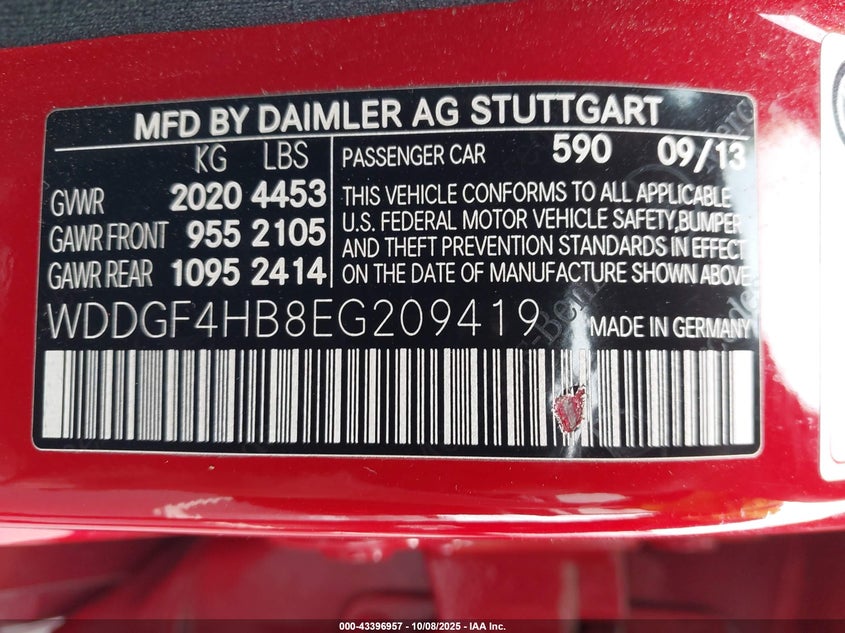 MFD BY DAIMLER AG STUTTGART
KG LBS
GVWR 2020 4453
GAWR FRONT 955 2105
GAWR REAR 1095 2414
PASSENGER CAR 590 09/13
THIS VEHICLE CONFORMS TO ALL APPLICABLE
U.S. FEDERAL MOTOR VEHICLE SAFETY,BUMPER
AND THEFT PREVENTION STANDARDS IN EFFECT
ON THE DATE OF MANUFACTURE SHOWN ABOVE
WDDGF4HB8EG209419 MADE IN GERMANY
000-43396957 - 10/08/2025 - IAA Inc.